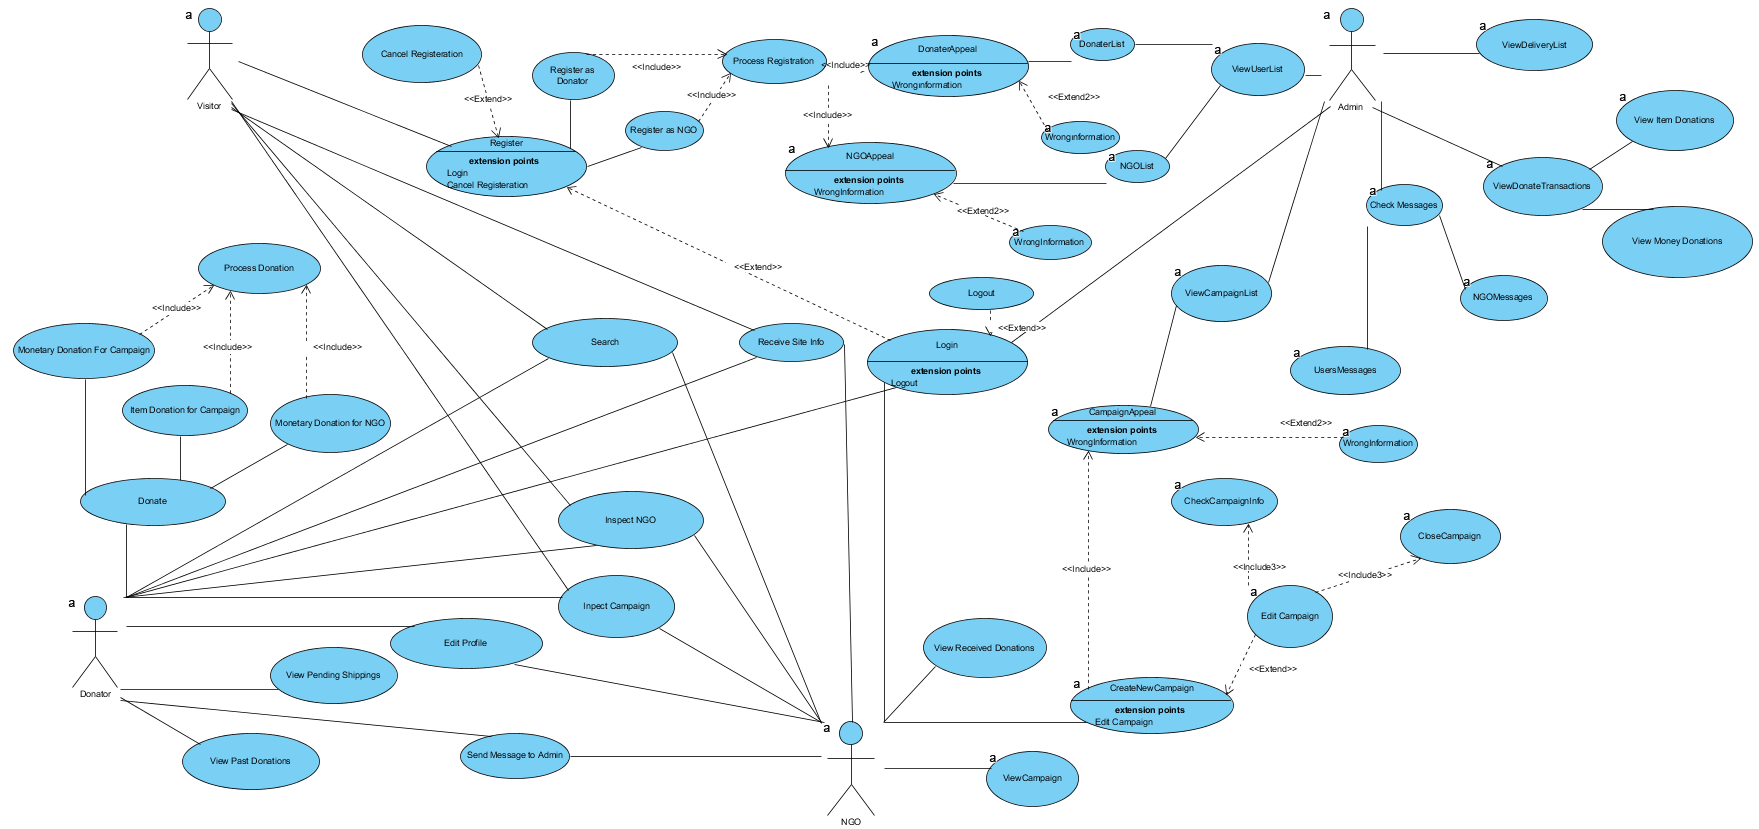 a
a
a
ViewDeliveryList
a
DonaterAppeal
a
DonaterList
Cancel Registeration
extension points
WrongInformation
a
ViewUserList
Process Registration
<<Include>>
Register as
Donator
<<Include>>
<<Extend>>
<<Include>>
<<Extend2>>
Visitor
Admin
a
View Item Donations
<<Include>>
Register as NGO
a
WrongInformation
Register
extension points
Login
Cancel Registeration
a
NGOAppeal
extension points
WrongInformation
a
NGOList
a
ViewDonateTransactions
a
Check Messages
<<Extend2>>
a
WrongInformation
View Money Donations
Process Donation
<<Extend>>
a
ViewCampaignList
Logout
a
NGOMessages
<<Include>>
<<Extend>>
Monetary Donation For Campaign
<<Include>>
<<Include>>
Search
Receive Site Info
Login
extension points
Logout
a
UsersMessages
Item Donation for Campaign
Monetary Donation for NGO
a
CampaignAppeal
extension points
WrongInformation
<<Extend2>>
a
WrongInformation
Donate
a
CheckCampaignInfo
Inspect NGO
a
CloseCampaign
<<Include>>
<<Include3>>
<<Include3>>
a
Inpect Campaign
a
Edit Campaign
Edit Profile
View Received Donations
<<Extend>>
View Pending Shippings
Donator
a
CreateNewCampaign
extension points
Edit Campaign
a
Send Message to Admin
View Past Donations
a
ViewCampaign
NGO